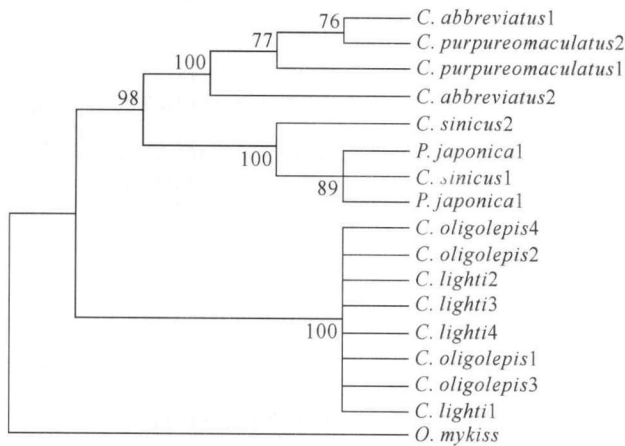 C. abbreviatus1
76
C. purpureomaculatus2
77
C. purpureomaculatus1
100
C. abbreviatus2
98
C. sinicus2
100
P. japonica1
C. sinicus1
89
P. japonica1
C. oligolepis4
C. oligolepis2
C. lighti2
C. lighti3
C. lighti4
100
C. oligolepis1
C. oligolepis3
C. lighti1
O. mykiss